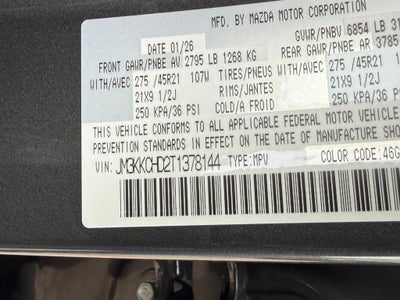 MFD BY MAZDA MOTOR CORPORATION
DATE 01/26
GVWR/PNBV 6854 LB 31
FRONT GAWR/PNBE AV 2795 LB 1268 KG
REAR GAWR/PNBE AR 3785
WITH/AVEC 275 /45R21 107W TIRES/PNEU WITH/AVEC 275 /45R21
21X9 1/2J RIMS/JANTES 21X9 1/2J
250 KPA/36 PSI COLD/A FROID 250 KPA/36 PSI
THIS VEHICLE CONFORMS TO ALL APPLICABLE FEDERAL MOTOR VEHIC
PREVENTION STANDARDS IN EFFECT ON THE DATE OF MANUFACTURE
VIN: JM3KKCHD2T1378144 TYPE:MPV COLOR CODE:46G